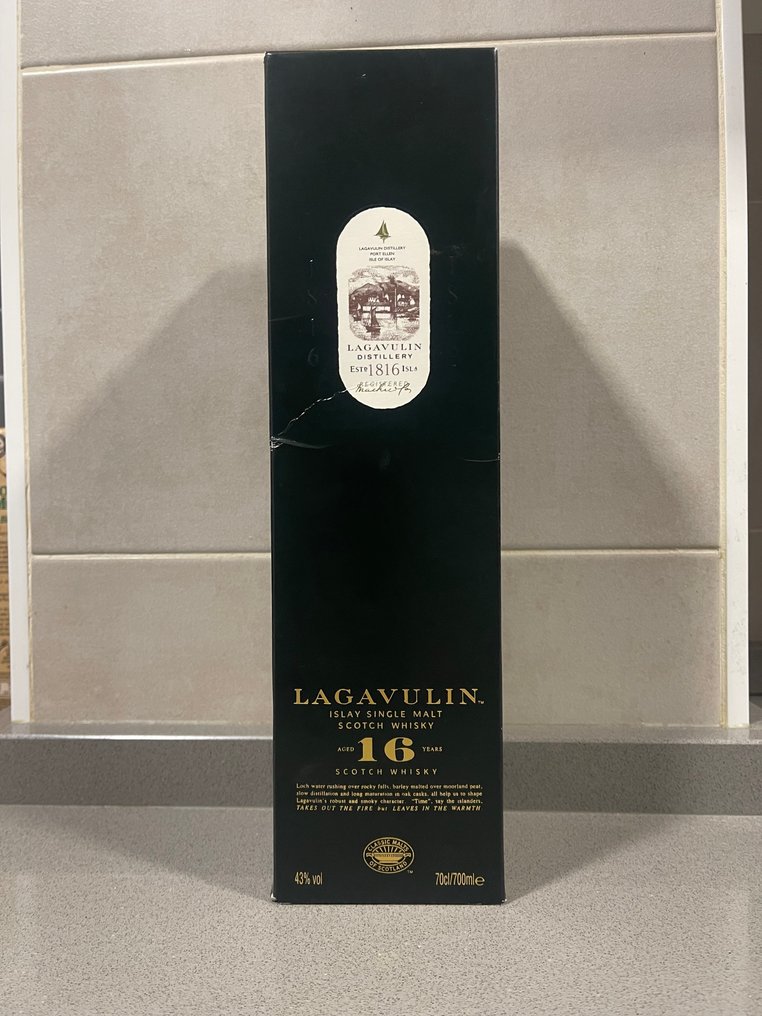 LAGAVULIN DISTILLERY
PORT ELLEN
ISLE OF ISLAY
LAGAVULIN
DISTILLERY
ESTD 1816 ISLA
REGISTERED
LAGAVULIN™
ISLAY SINGLE MALT
SCOTCH WHISKY
AGED 16 YEARS
SCOTCH WHISKY
Loch water rushing over rocky falls, barley malted over moorland peat,
slow distillation and long maturation in oak casks, all help us to shape
Lagavulin's robust and smoky character. "Time", say the islanders,
TAKES OUT THE FIRE but LEAVES IN THE WARMTH
CLASSIC MALTS
OF SCOTLAND
™
43% vol
70cl/700ml℮